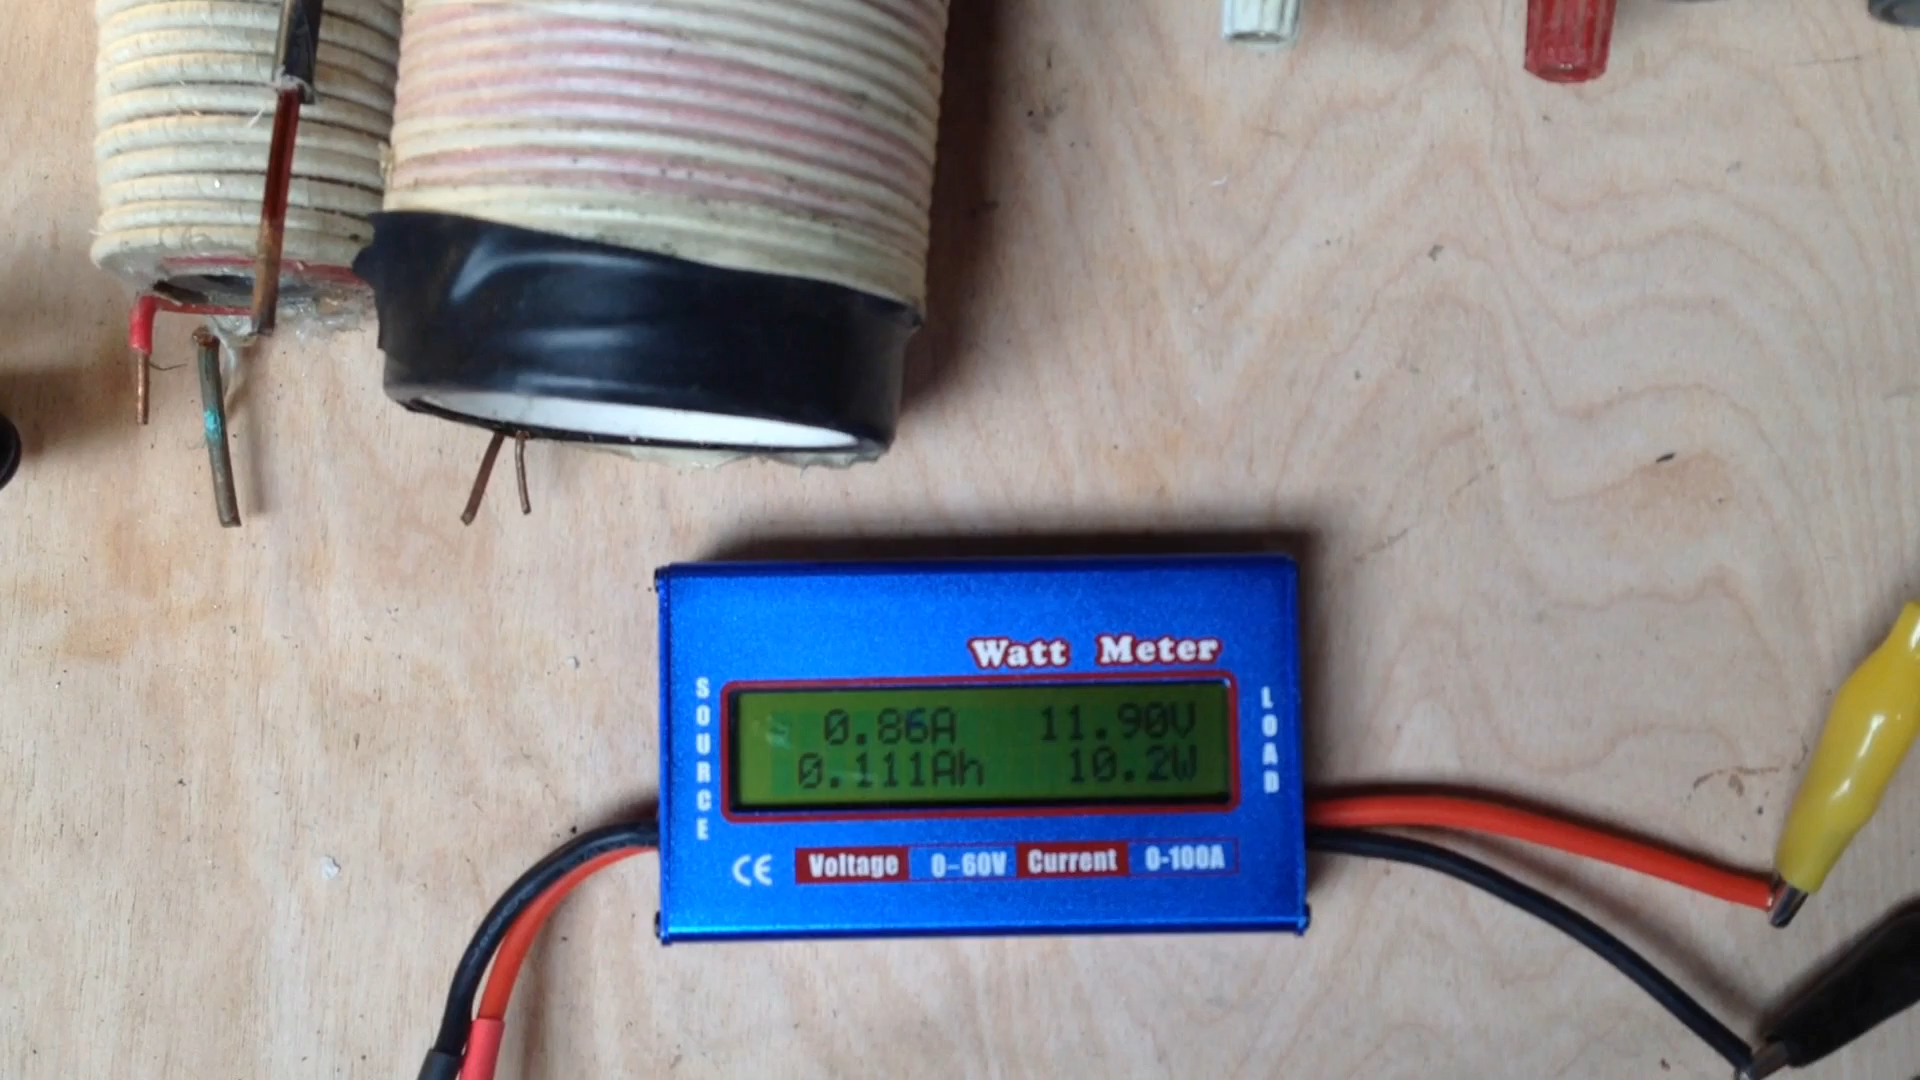 Watt Meter
SOURCE
0.86A 11.90V
0.111Ah 10.2W
LOAD
CE Voltage 0-60V Current 0-100A